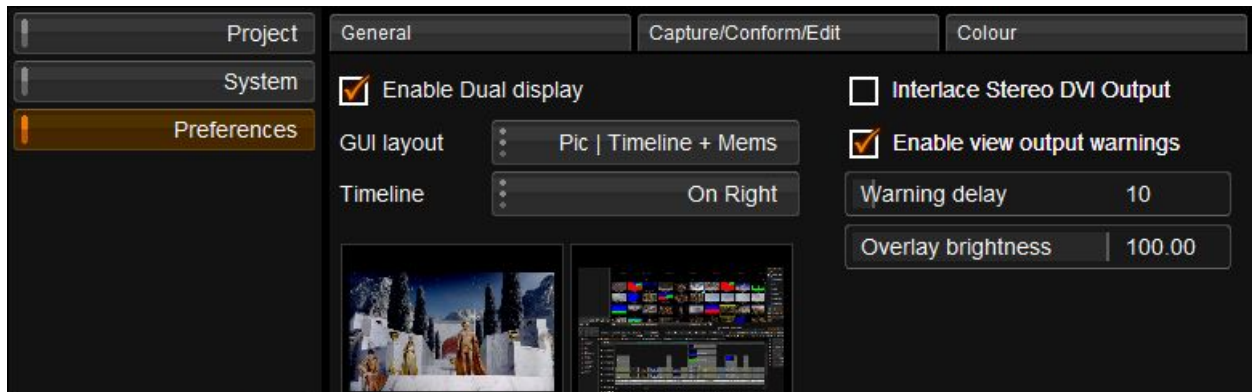 Project
System
Preferences
General
Capture/Conform/Edit
Colour
Enable Dual display
GUI layout
Pic | Timeline + Mems
Timeline
On Right
Interlace Stereo DVI Output
Enable view output warnings
Warning delay 10
Overlay brightness 100.00